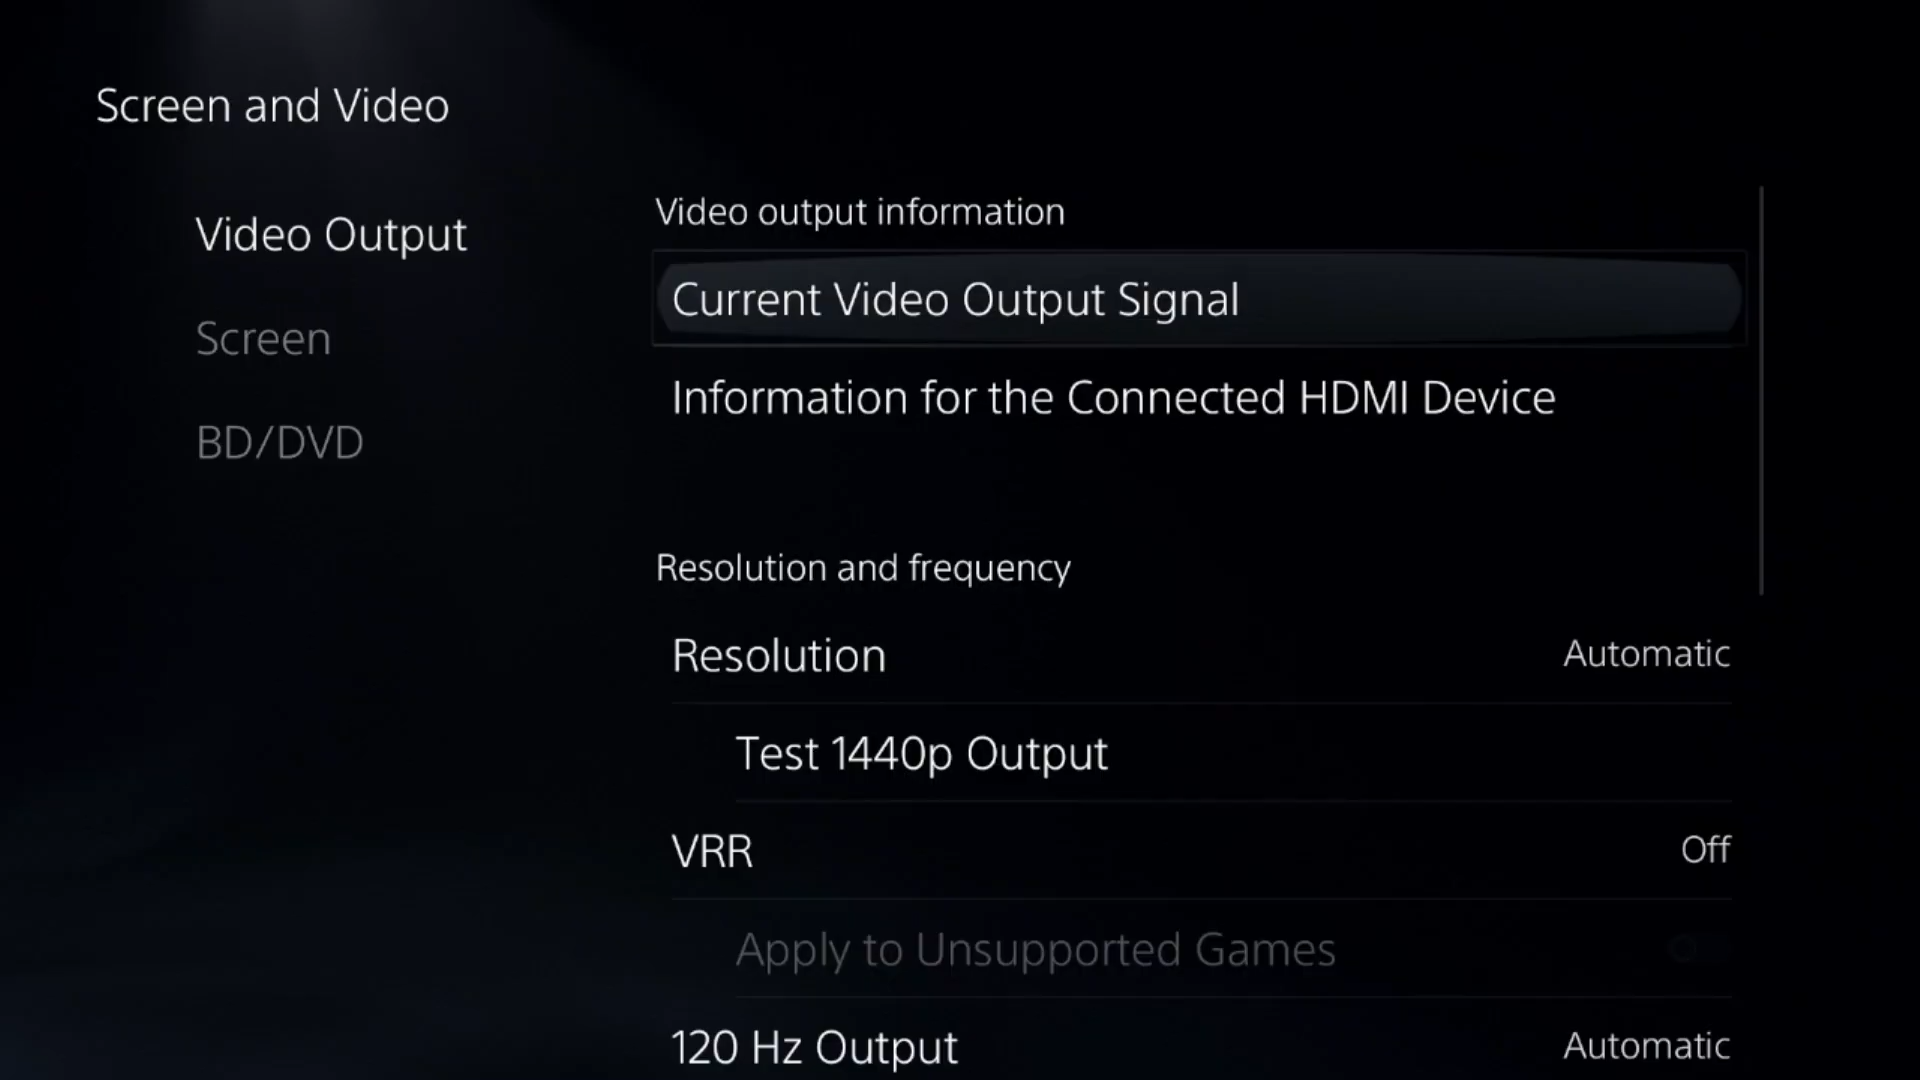 Screen and Video
Video Output
Screen
BD/DVD
Video output information
Current Video Output Signal
Information for the Connected HDMI Device
Resolution and frequency
Resolution Automatic
Test 1440p Output
VRR Off
Apply to Unsupported Games
120 Hz Output Automatic